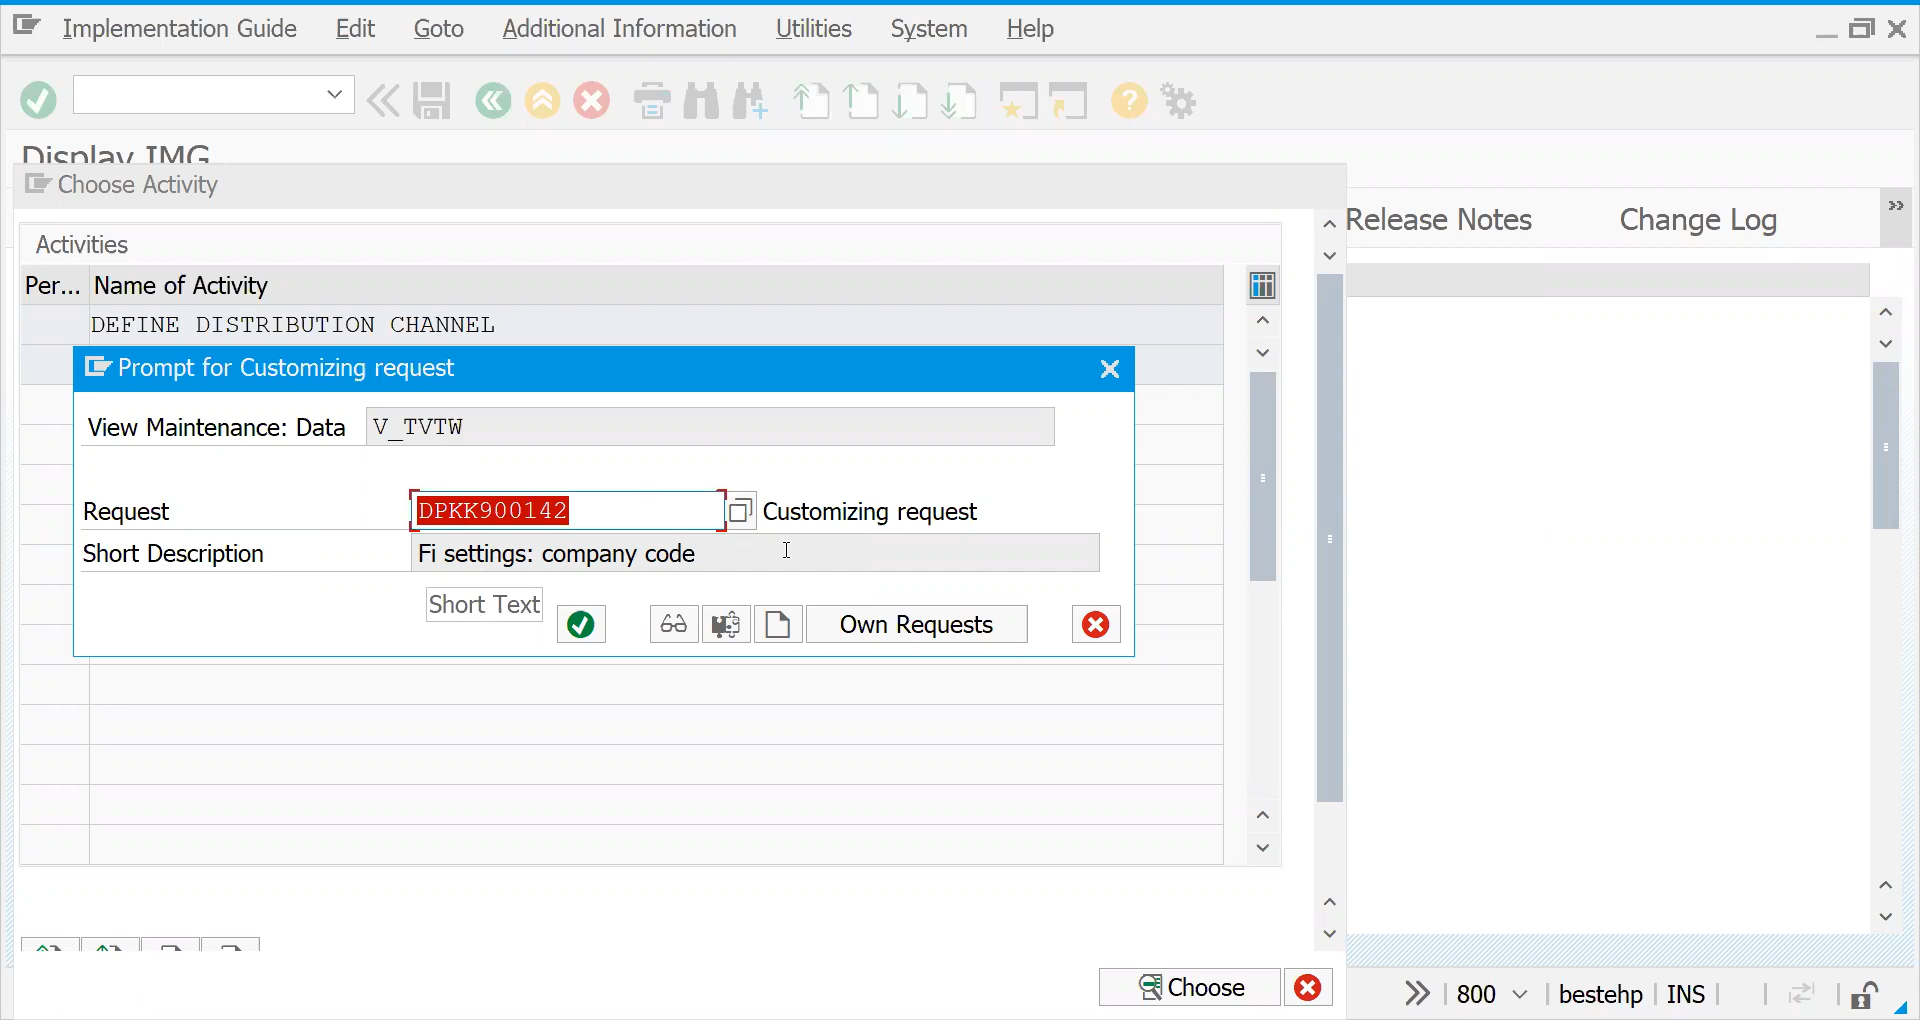 Implementation Guide Edit Goto Additional Information Utilities System Help
Display IMG
Choose Activity
Release Notes Change Log
Activities
Per... Name of Activity
DEFINE DISTRIBUTION CHANNEL
Prompt for Customizing request
View Maintenance: Data V_TVTW
Request DPKK900142 Customizing request
Short Description Fi settings: company code
Short Text
Own Requests
Choose
800 bestehp INS